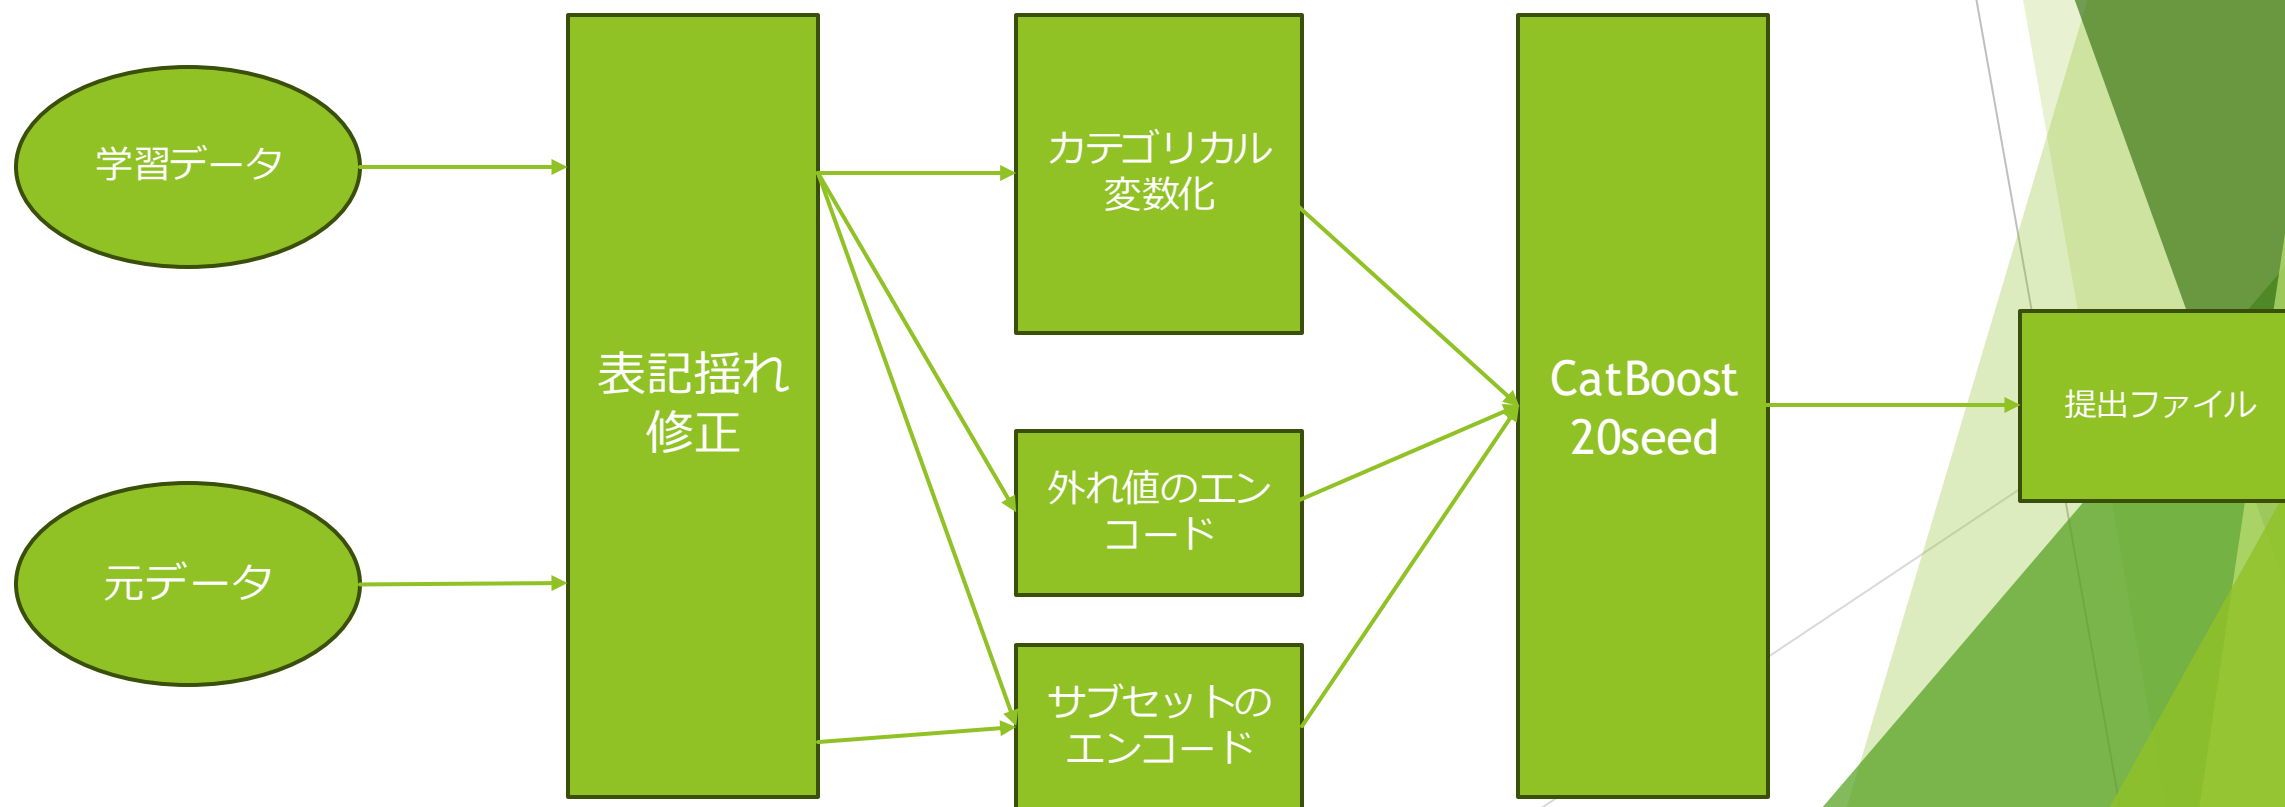 学習データ
元データ
表記揺れ
修正
カテゴリカル
変数化
外れ値のエン
コード
サブセットの
エンコード
CatBoost
20seed
提出ファイル